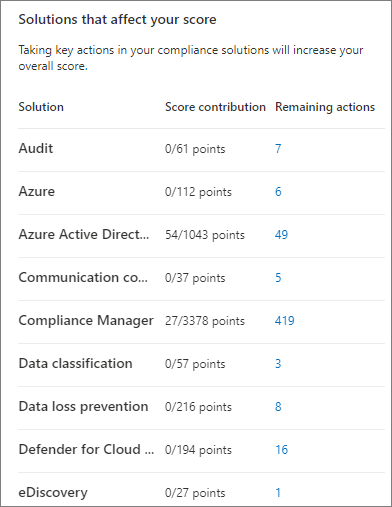 Solutions that affect your score
Taking key actions in your compliance solutions will increase your
overall score.
Solution Score contribution Remaining actions
Audit 0/61 points 7
Azure 0/112 points 6
Azure Active Direct... 54/1043 points 49
Communication co... 0/37 points 5
Compliance Manager 27/3378 points 419
Data classification 0/57 points 3
Data loss prevention 0/216 points 8
Defender for Cloud ... 0/194 points 16
eDiscovery 0/27 points 1